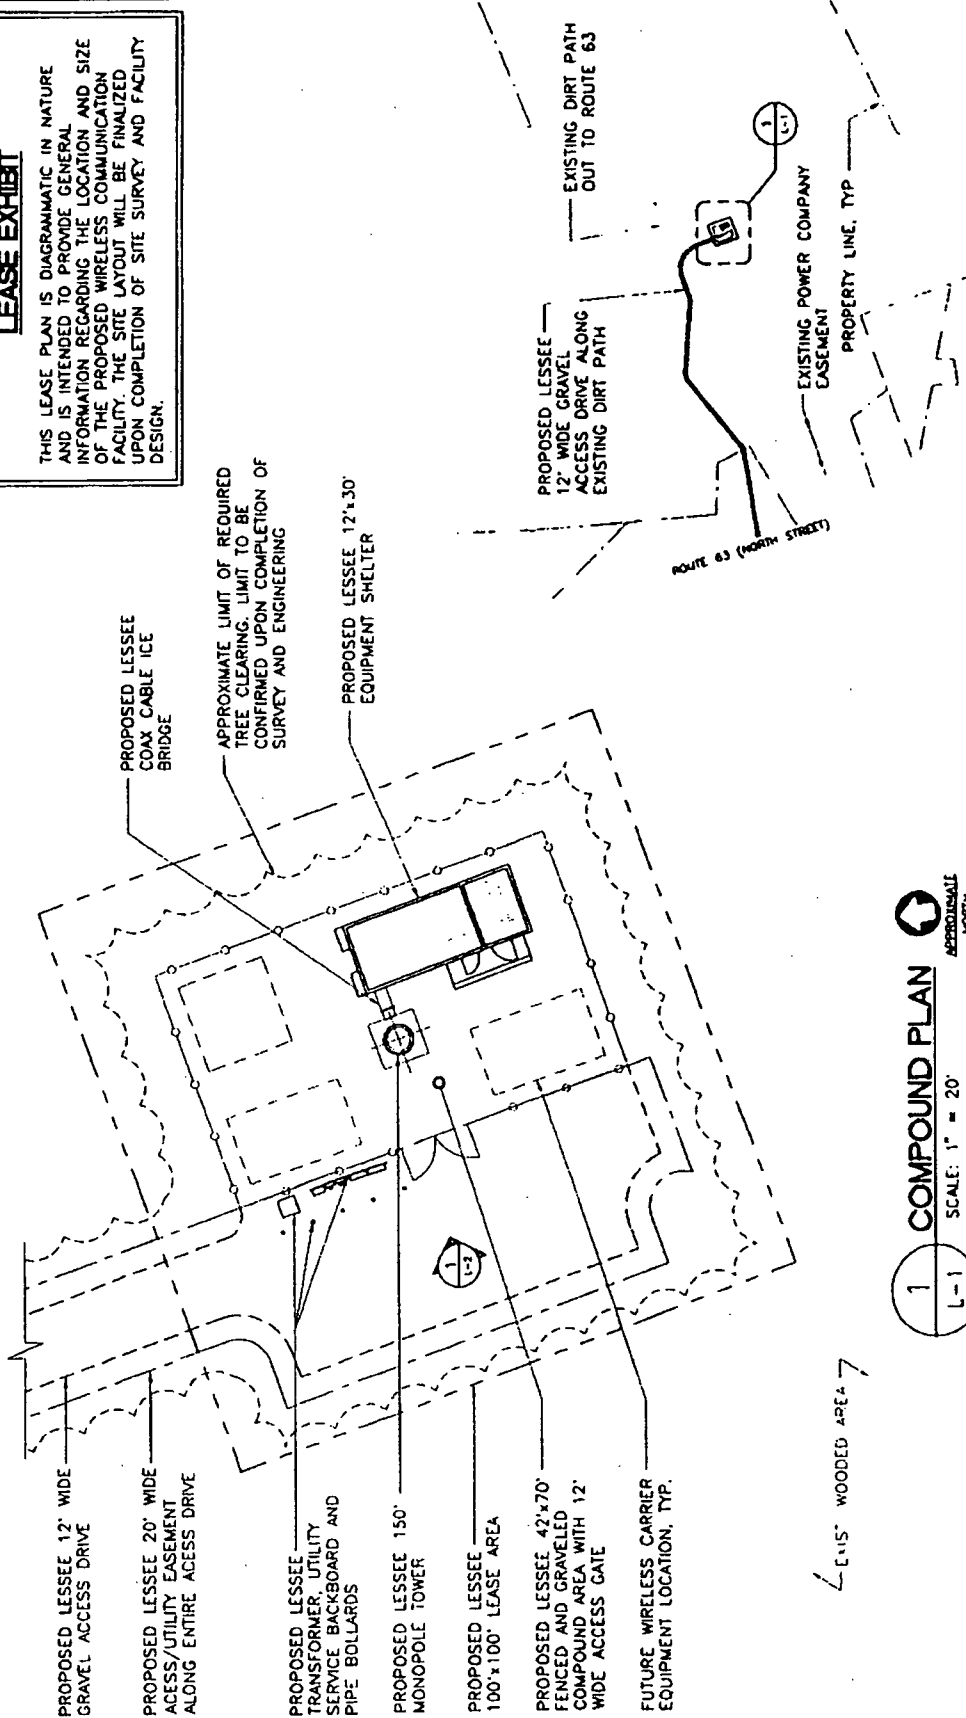 LEASE EXHIBIT
THIS LEASE PLAN IS DIAGRAMMATIC IN NATURE
AND IS INTENDED TO PROVIDE GENERAL
INFORMATION REGARDING THE LOCATION AND SIZE
OF THE PROPOSED WIRELESS COMMUNICATION
FACILITY. THE SITE LAYOUT WILL BE FINALIZED
UPON COMPLETION OF SITE SURVEY AND FACILITY
DESIGN.
PROPOSED LESSEE 12' WIDE
GRAVEL ACCESS DRIVE
PROPOSED LESSEE 20' WIDE
ACESS/UTILITY EASEMENT
ALONG ENTIRE ACESS DRIVE
PROPOSED LESSEE
TRANSFORMER, UTILITY
SERVICE BACKBOARD AND
PIPE BOLLARDS
PROPOSED LESSEE 150'
MONOPOLE TOWER
PROPOSED LESSEE
100'x100' LEASE AREA
PROPOSED LESSEE 42'x70'
FENCED AND GRAVELED
COMPOUND AREA WITH 12'
WIDE ACCESS GATE
FUTURE WIRELESS CARRIER
EQUIPMENT LOCATION, TYP.
PROPOSED LESSEE
COAX CABLE ICE
BRIDGE
APPROXIMATE LIMIT OF REQUIRED
TREE CLEARING. LIMIT TO BE
CONFIRMED UPON COMPLETION OF
SURVEY AND ENGINEERING
PROPOSED LESSEE 12'x30'
EQUIPMENT SHELTER
1
L-2
PROPOSED LESSEE
12' WIDE GRAVEL
ACCESS DRIVE ALONG
EXISTING DIRT PATH
EXISTING DIRT PATH
OUT TO ROUTE 63
1
L-1
EXISTING POWER COMPANY
EASEMENT
PROPERTY LINE, TYP
ROUTE 63 (NORTH STREET)
WOODED AREA
1
L-1
COMPOUND PLAN
SCALE: 1" = 20'
APPROXIMATE
NORTH